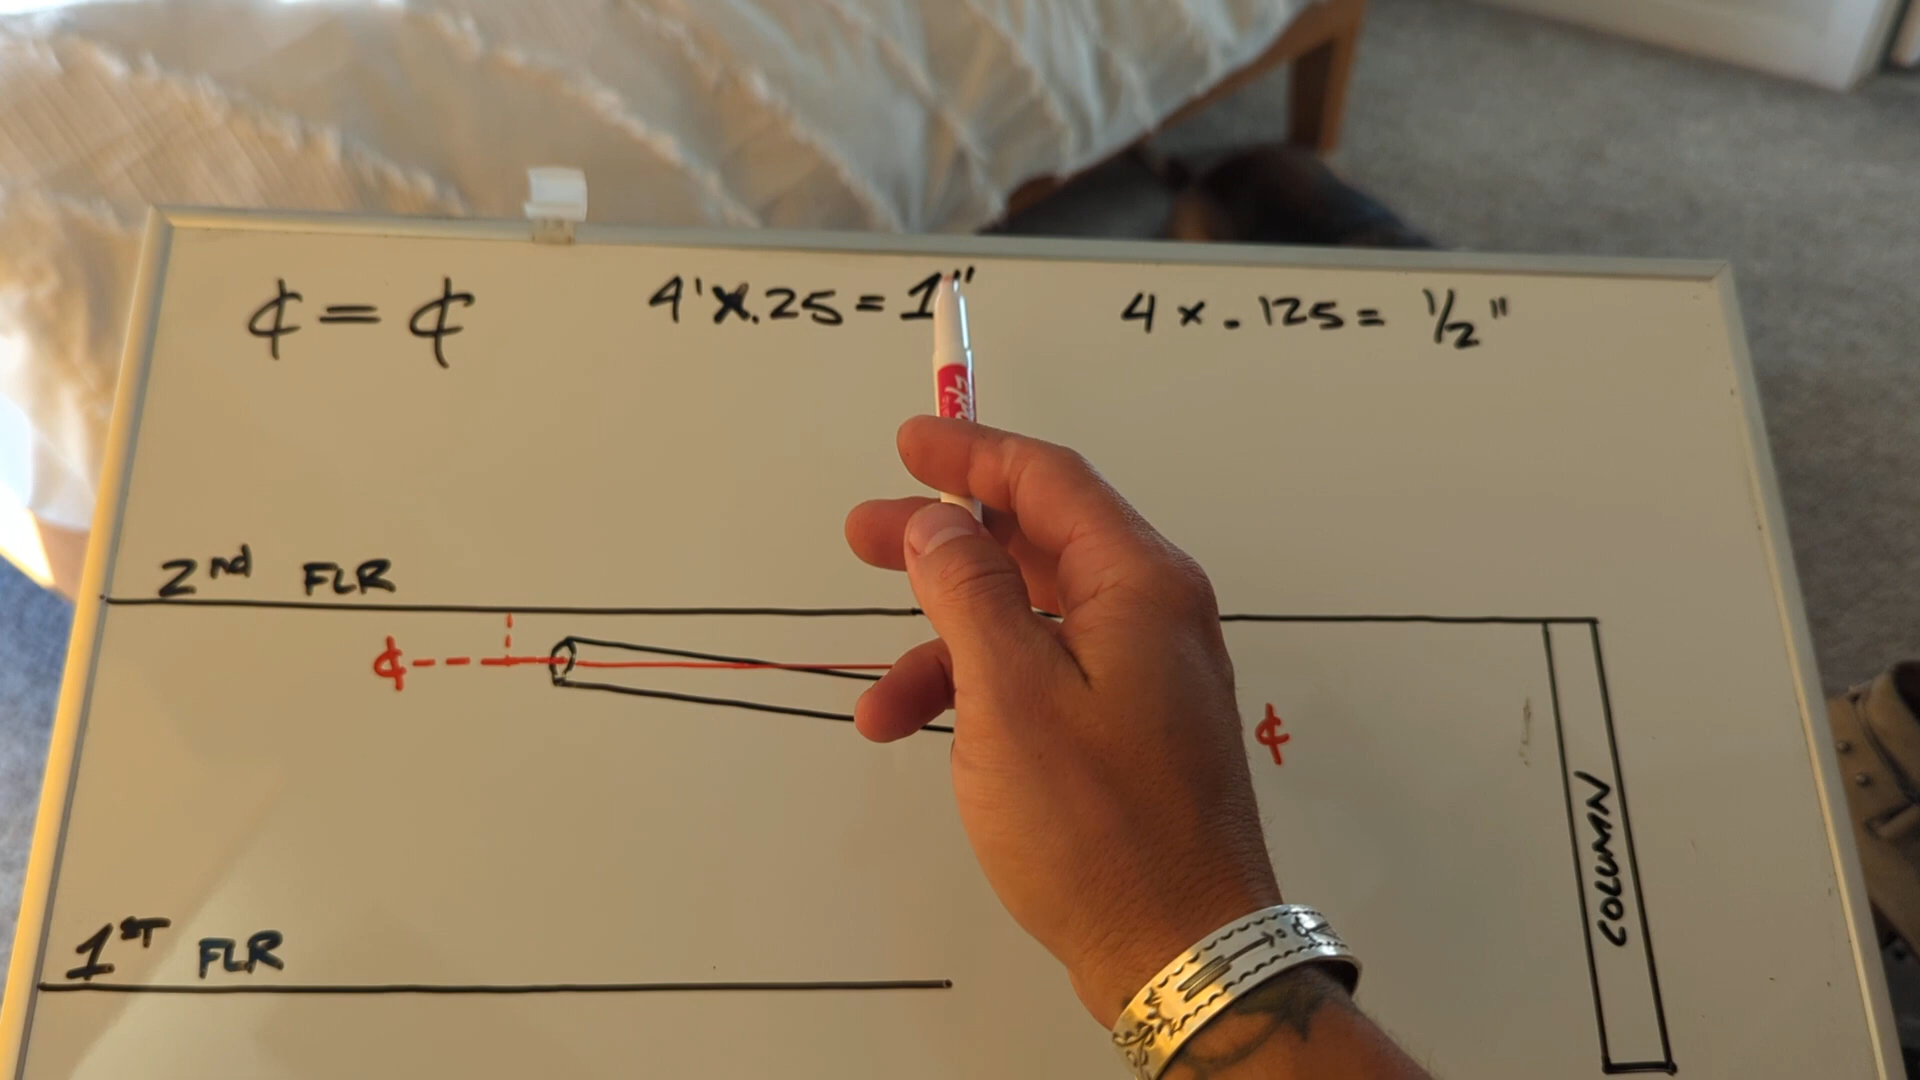 ₵ = ₵
4' x .25 = 1"
4 x .125 = 1/2"
2nd FLR
₵
₵
COLUMN
1ST FLR